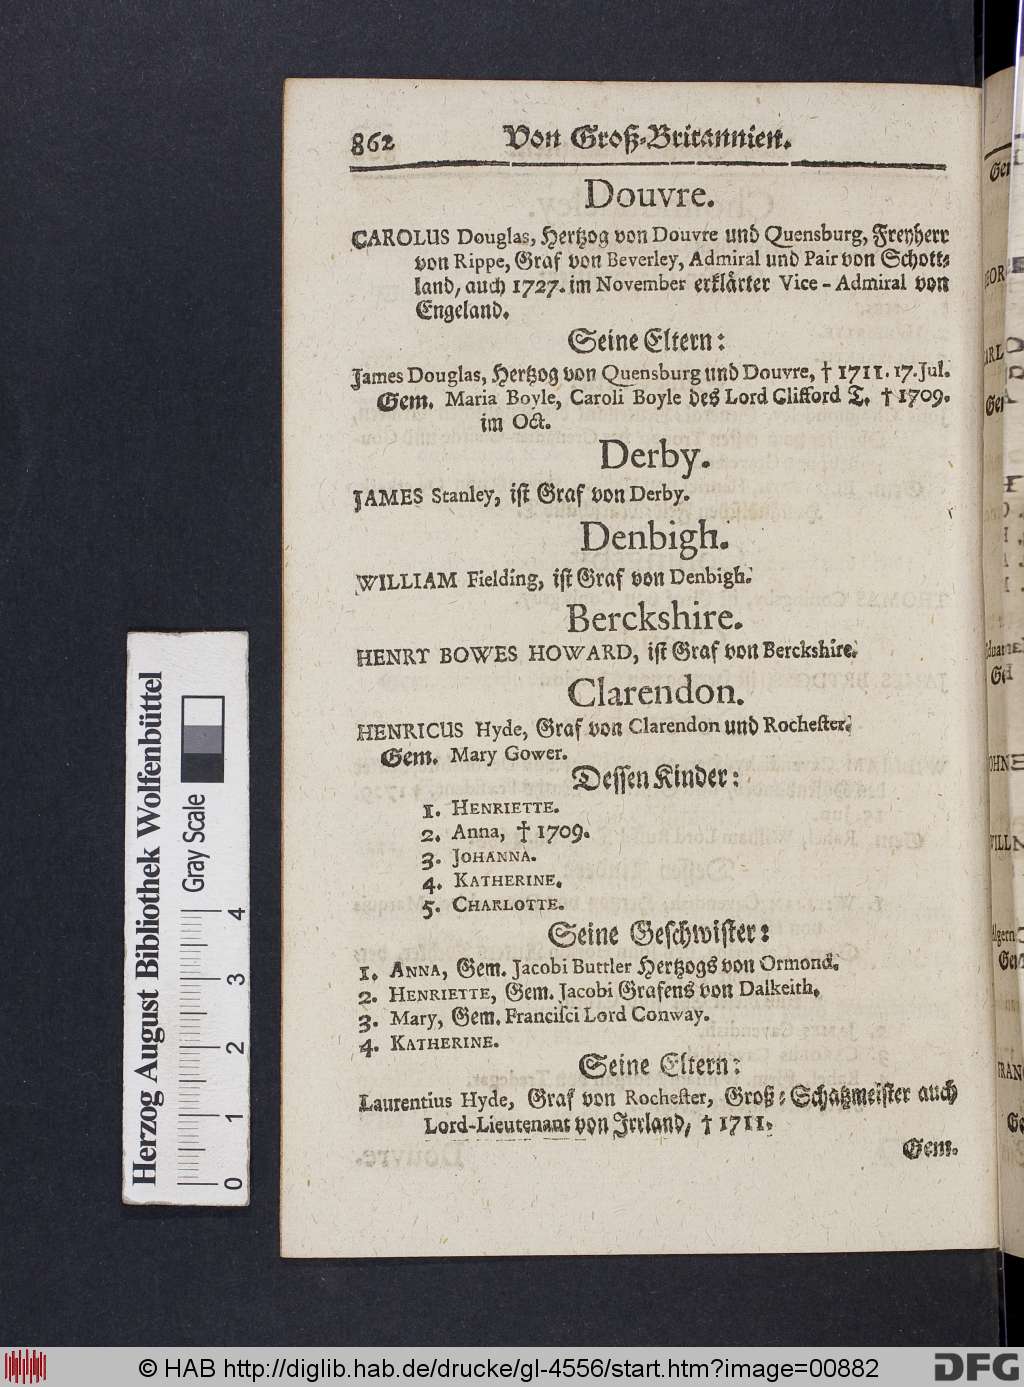 862 Von Groß-Britannien.
Douvre.
CAROLUS Douglas, Hertzog von Douvre und Quensburg, Freyherr
von Rippe, Graf von Beverley, Admiral und Pair von Schott-
land, auch 1727. im November erklärter Vice-Admiral von
Engeland.
Seine Eltern:
James Douglas, Hertzog von Quensburg und Douvre, † 1711. 17. Jul.
Gem. Maria Boyle, Caroli Boyle des Lord Clifford T. † 1709.
im Oct.
Derby.
JAMES Stanley, ist Graf von Derby.
Denbigh.
WILLIAM Fielding, ist Graf von Denbigh.
Berckshire.
HENRT BOWES HOWARD, ist Graf von Berckshire.
Clarendon.
HENRICUS Hyde, Graf von Clarendon und Rochester.
Gem. Mary Gower.
Dessen Kinder:
1. HENRIETTE.
2. Anna, † 1709.
3. JOHANNA.
4. KATHERINE.
5. CHARLOTTE.
Seine Geschwister:
1. ANNA, Gem. Jacobi Buttler Hertzogs von Ormond.
2. HENRIETTE, Gem. Jacobi Grafens von Dalkeith.
3. Mary, Gem. Francisci Lord Conway.
4. KATHERINE.
Seine Eltern:
Laurentius Hyde, Graf von Rochester, Groß-Schatzmeister auch
Lord-Lieutenant von Irrland, † 1711.
Gem.
Herzog August Bibliothek Wolfenbüttel
Gray Scale
0 1 2 3 4
© HAB http://diglib.hab.de/drucke/gl-4556/start.htm?image=00882
DFG